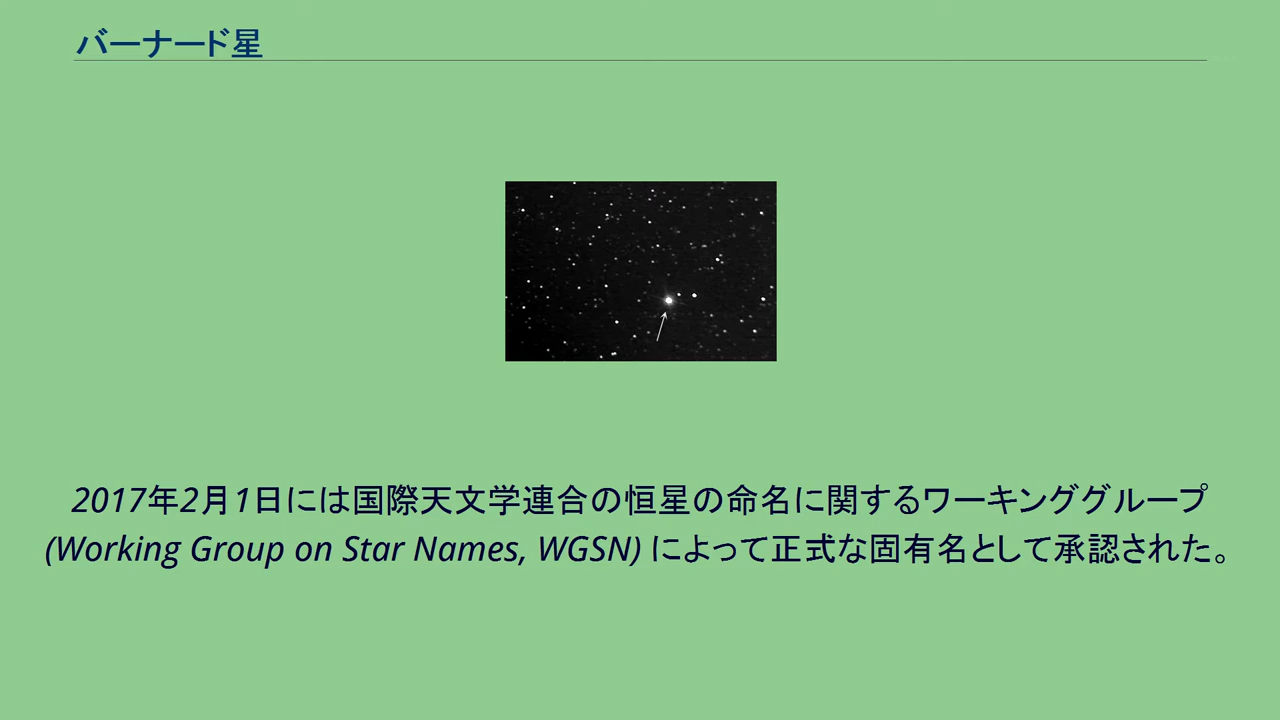 バーナード星
2017年2月1日には国際天文学連合の恒星の命名に関するワーキンググループ
(Working Group on Star Names, WGSN) によって正式な固有名として承認された。